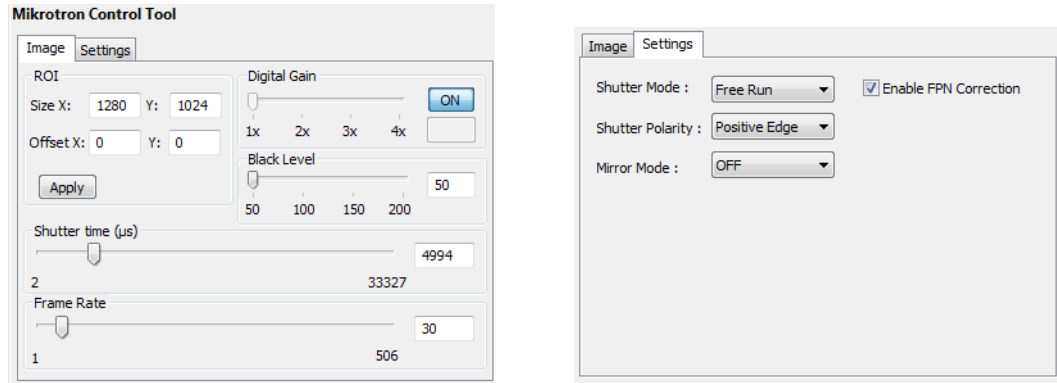 Mikrotron Control Tool
Image Settings
ROI
Size X: 1280 Y: 1024
Offset X: 0 Y: 0
Apply
Digital Gain
ON
1x 2x 3x 4x
Black Level
50
50 100 150 200
Shutter time (µs)
4994
2 33327
Frame Rate
30
1 506
Image Settings
Shutter Mode : Free Run Enable FPN Correction
Shutter Polarity : Positive Edge
Mirror Mode : OFF